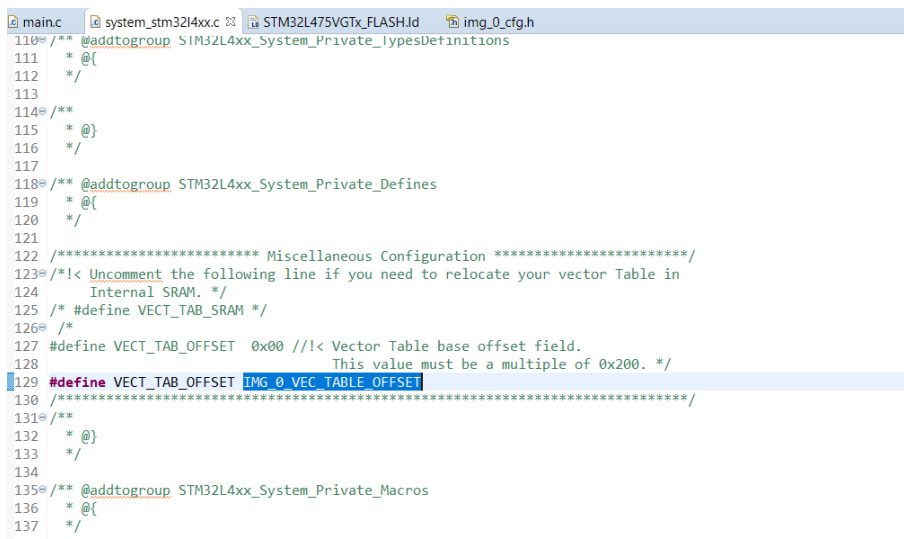 main.c system_stm32l4xx.c STM32L475VGTx_FLASH.ld img_0_cfg.h
110 /** @addtogroup STM32L4xx_System_Private_TypesDefinitions
111   * @{
112   */
113
114 /**
115   * @}
116   */
117
118 /** @addtogroup STM32L4xx_System_Private_Defines
119   * @{
120   */
121
122 /************************* Miscellaneous Configuration ************************/
123 /*!< Uncomment the following line if you need to relocate your vector Table in
124      Internal SRAM. */
125 /* #define VECT_TAB_SRAM */
126  /*
127 #define VECT_TAB_OFFSET  0x00 //!< Vector Table base offset field.
128                                    This value must be a multiple of 0x200. */
129 #define VECT_TAB_OFFSET IMG_0_VEC_TABLE_OFFSET
130 /******************************************************************************/
131 /**
132   * @}
133   */
134
135 /** @addtogroup STM32L4xx_System_Private_Macros
136   * @{
137   */